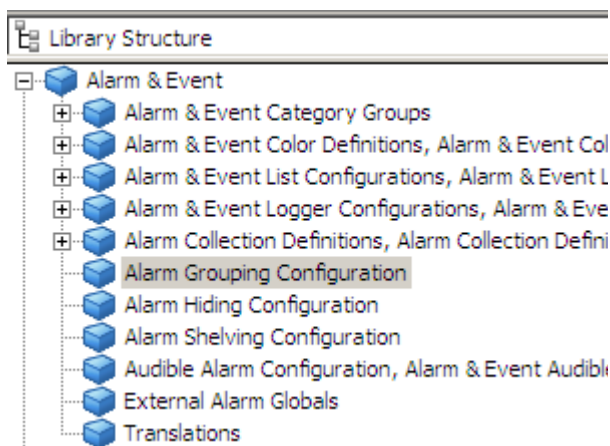 Library Structure
Alarm & Event
Alarm & Event Category Groups
Alarm & Event Color Definitions, Alarm & Event Col
Alarm & Event List Configurations, Alarm & Event L
Alarm & Event Logger Configurations, Alarm & Eve
Alarm Collection Definitions, Alarm Collection Defini
Alarm Grouping Configuration
Alarm Hiding Configuration
Alarm Shelving Configuration
Audible Alarm Configuration, Alarm & Event Audible
External Alarm Globals
Translations